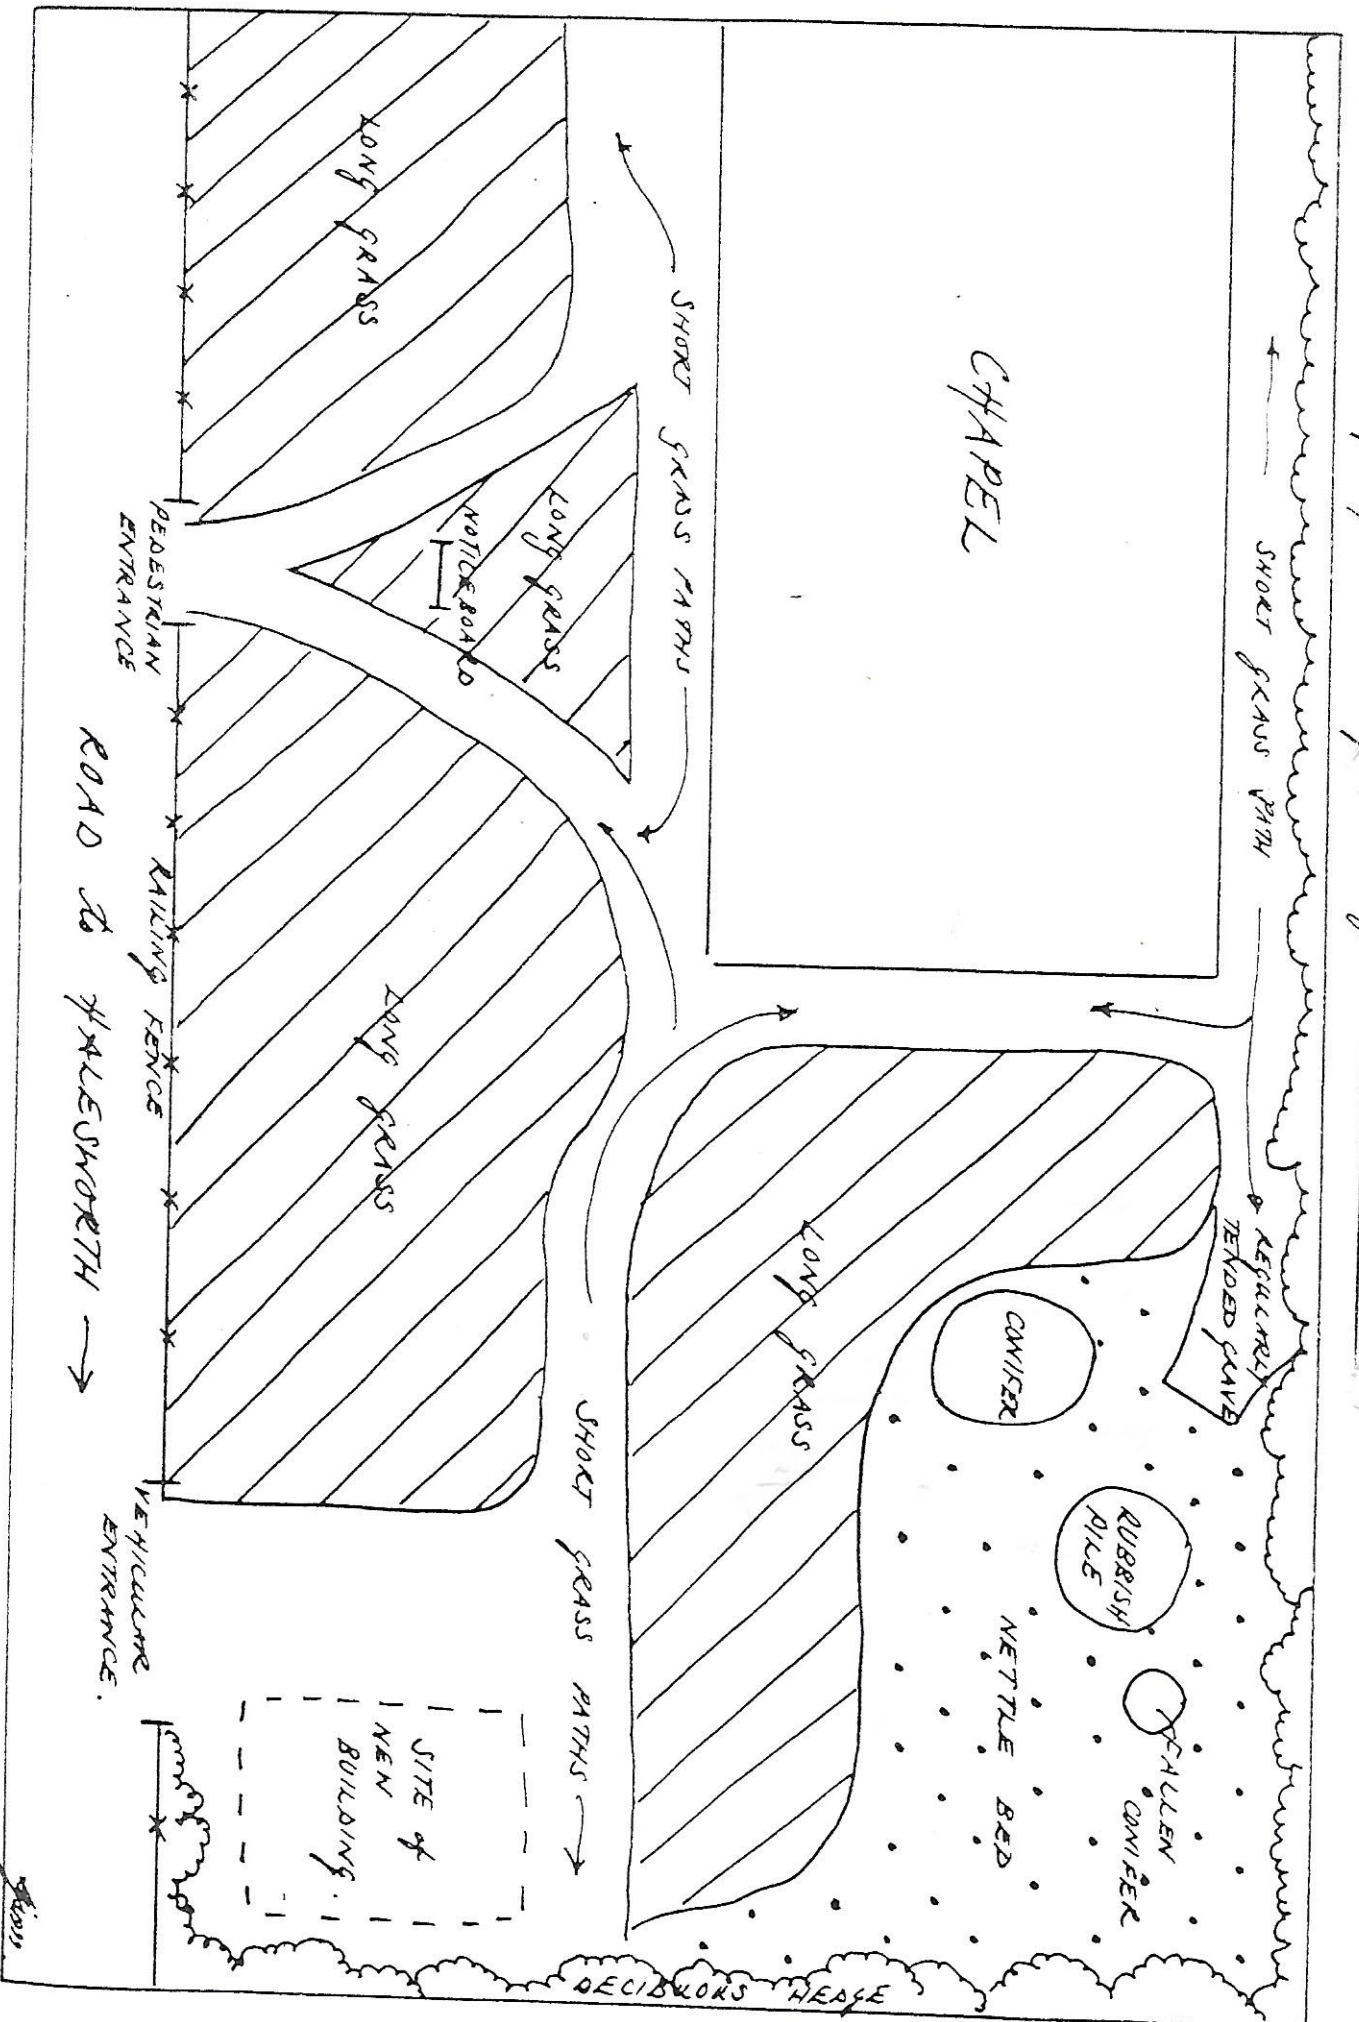 SHORT GRASS PATH
REGULARLY
TENDED GRAVE
CHAPEL
CONIFER
RUBBISH
PILE
FALLEN
CONIFER
NETTLE BED
LONG GRASS
SHORT GRASS PATHS
LONG GRASS
LONG GRASS
NOTICEBOARD
LONG GRASS
SHORT GRASS PATHS
SITE of
NEW
BUILDING.
DECIDUOUS HEDGE
PEDESTRIAN
ENTRANCE
RAILING FENCE
VEHICULAR
ENTRANCE.
ROAD to HALESWORTH